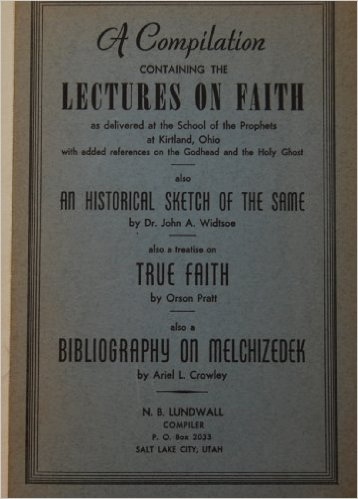 A Compilation
CONTAINING THE
LECTURES ON FAITH
as delivered at the School of the Prophets
at Kirtland, Ohio
with added references on the Godhead and the Holy Ghost
also
AN HISTORICAL SKETCH OF THE SAME
by Dr. John A. Widtsoe
also a treatise on
TRUE FAITH
by Orson Pratt
also a
BIBLIOGRAPHY ON MELCHIZEDEK
by Ariel L. Crowley
N. B. LUNDWALL
COMPILER
P. O. Box 2033
SALT LAKE CITY, UTAH